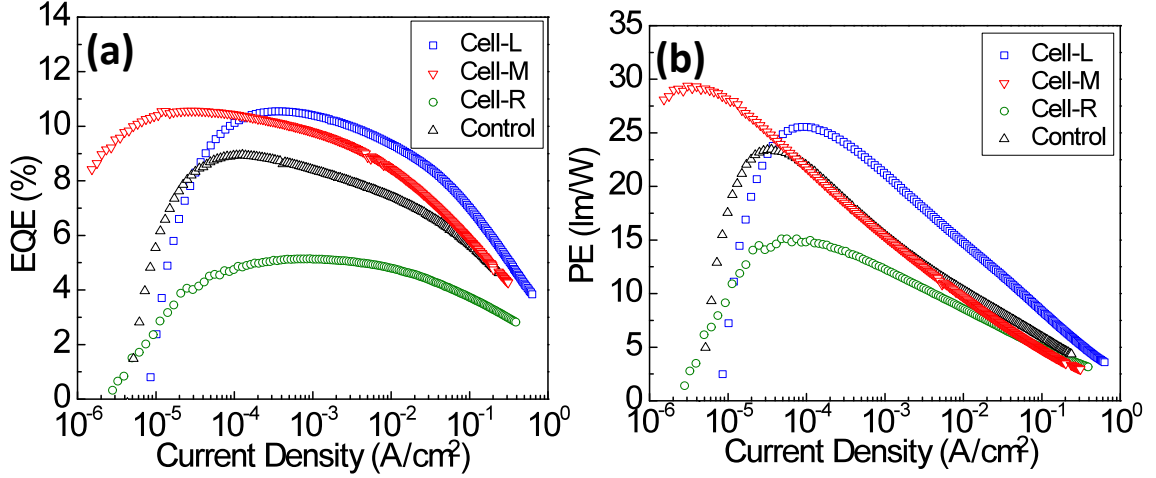 (a)
Cell-L
Cell-M
Cell-R
Control
EQE (%)
14
12
10
8
6
4
2
0
10⁻⁶ 10⁻⁵ 10⁻⁴ 10⁻³ 10⁻² 10⁻¹ 10⁰
Current Density (A/cm²)
(b)
Cell-L
Cell-M
Cell-R
Control
PE (lm/W)
35
30
25
20
15
10
5
0
10⁻⁶ 10⁻⁵ 10⁻⁴ 10⁻³ 10⁻² 10⁻¹ 10⁰
Current Density (A/cm²)